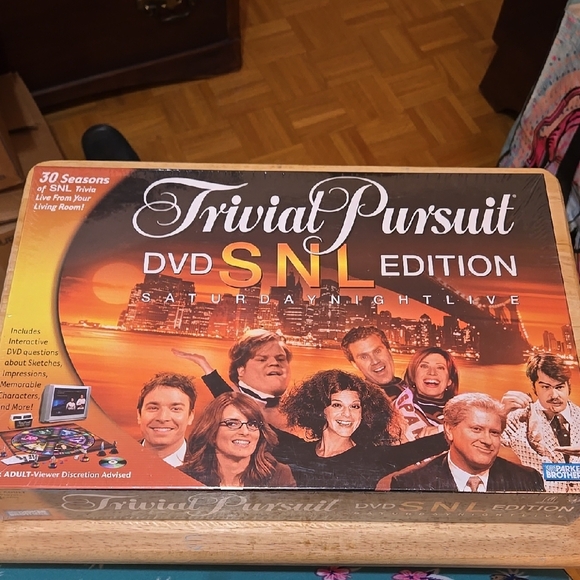 30 Seasons
of SNL Trivia
Live From Your
Living Room!
Trivial Pursuit
DVD SNL EDITION
SATURDAY NIGHT LIVE
Includes
Interactive
DVD questions
about Sketches,
Impressions,
Memorable
Characters,
and More!
ADULT-Viewer Discretion Advised
PARKER
BROTHERS
Trivial Pursuit
DVD SNL EDITION